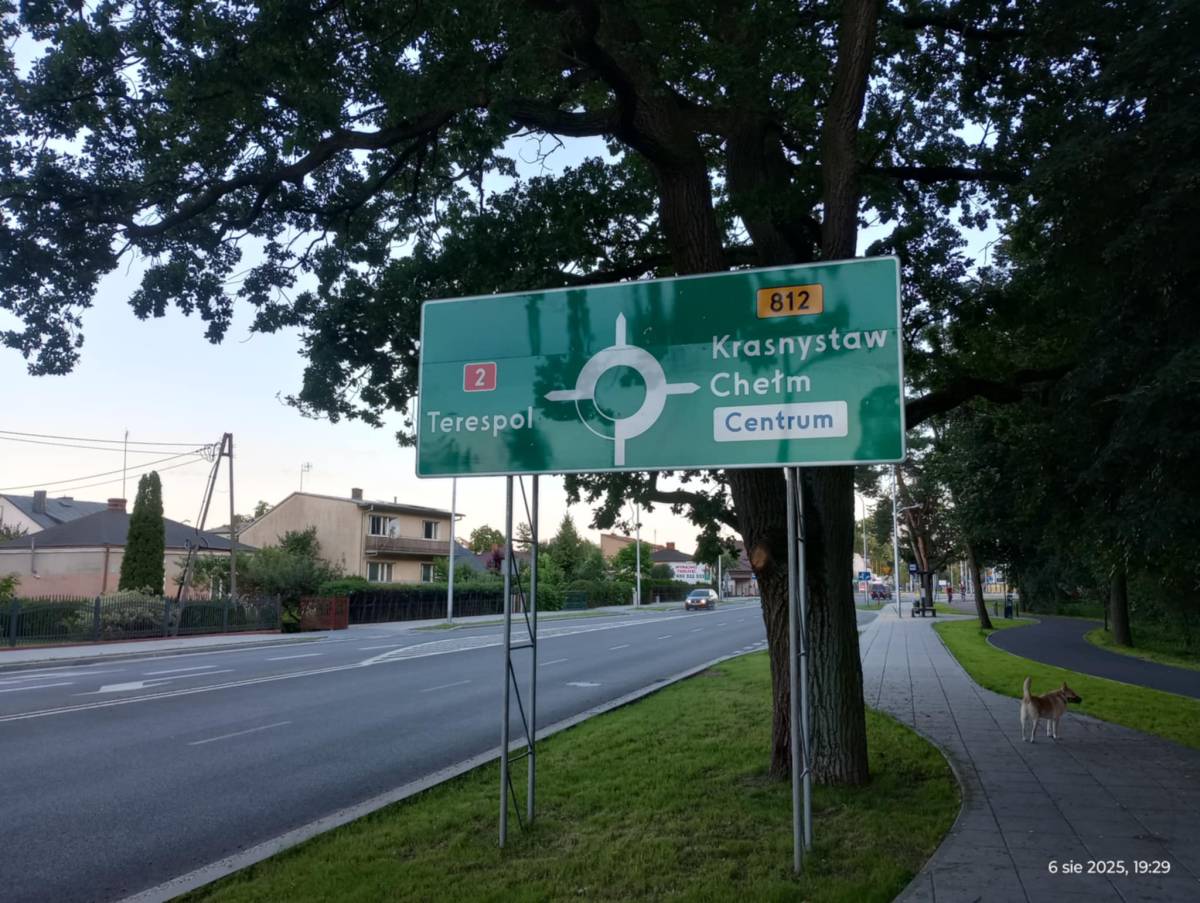 812
Krasnystaw
2
Chełm
Terespol
Centrum
6 sie 2025, 19:29